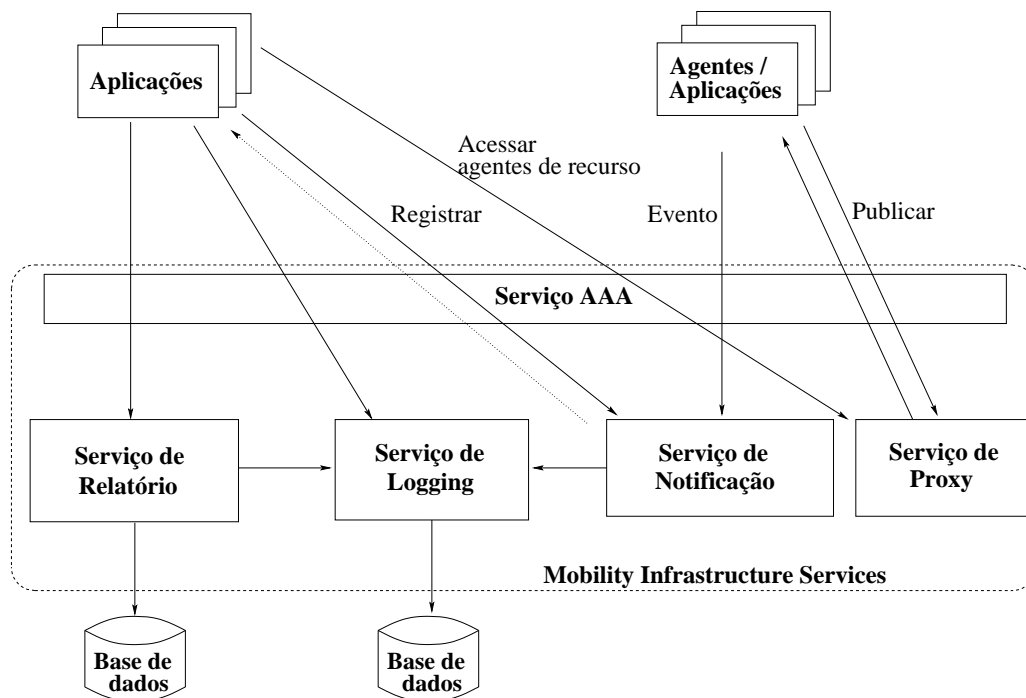 Aplicações
Agentes /
Aplicações
Acessar
agentes de recurso
Registrar
Evento
Publicar
Serviço AAA
Serviço de
Relatório
Serviço de
Logging
Serviço de
Notificação
Serviço de
Proxy
Mobility Infrastructure Services
Base de
dados
Base de
dados